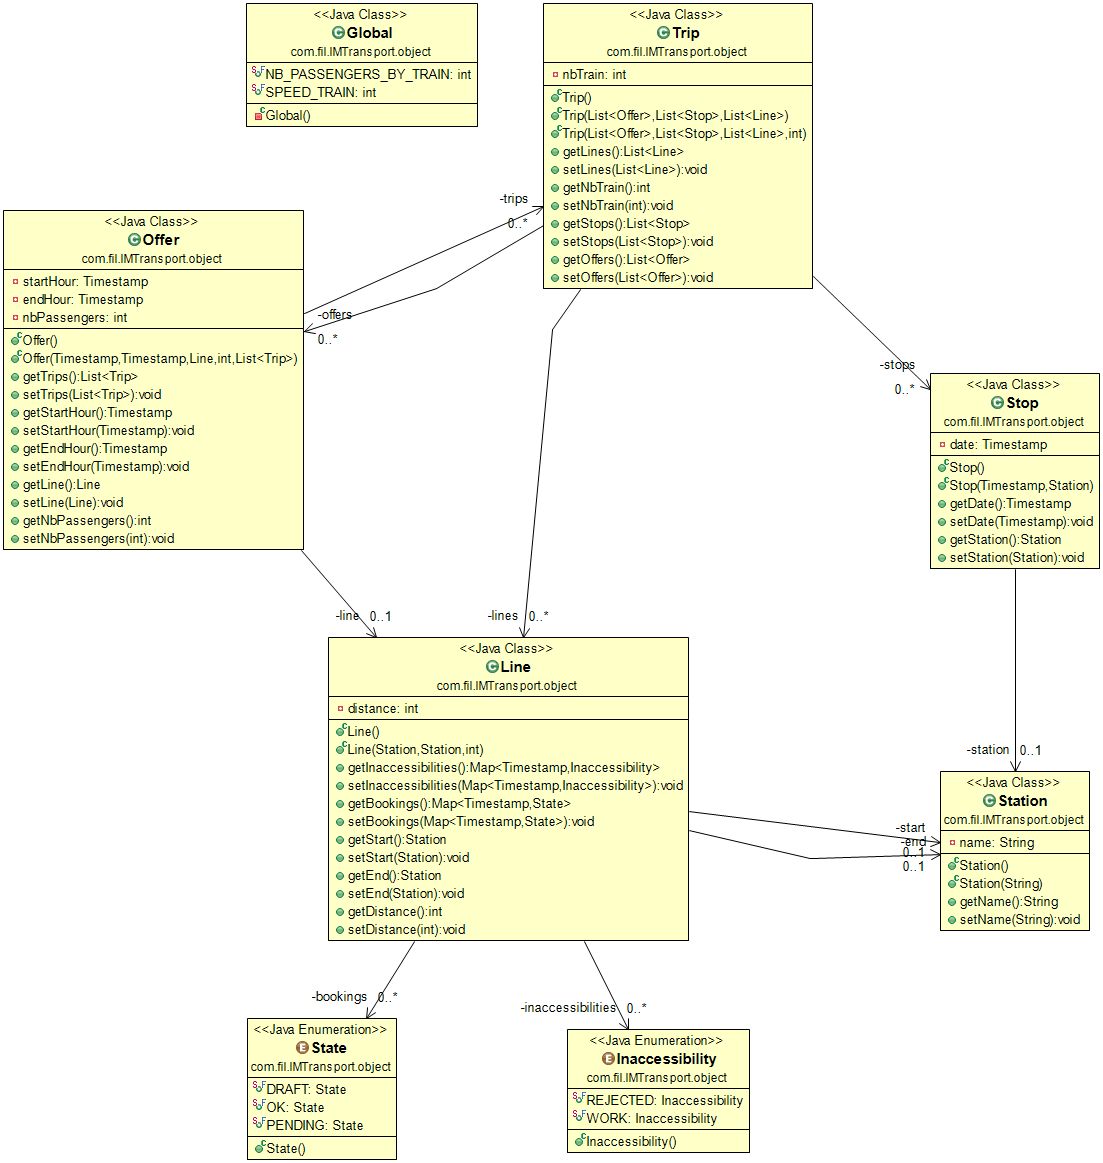 <<Java Class>>
Global
com.fil.IMTransport.object
NB_PASSENGERS_BY_TRAIN: int
SPEED_TRAIN: int
Global()
<<Java Class>>
Trip
com.fil.IMTransport.object
nbTrain: int
Trip()
Trip(List<Offer>,List<Stop>,List<Line>)
Trip(List<Offer>,List<Stop>,List<Line>,int)
getLines():List<Line>
setLines(List<Line>):void
getNbTrain():int
setNbTrain(int):void
getStops():List<Stop>
setStops(List<Stop>):void
getOffers():List<Offer>
setOffers(List<Offer>):void
-trips
0..*
<<Java Class>>
Offer
com.fil.IMTransport.object
startHour: Timestamp
endHour: Timestamp
nbPassengers: int
Offer()
Offer(Timestamp,Timestamp,Line,int,List<Trip>)
getTrips():List<Trip>
setTrips(List<Trip>):void
getStartHour():Timestamp
setStartHour(Timestamp):void
getEndHour():Timestamp
setEndHour(Timestamp):void
getLine():Line
setLine(Line):void
getNbPassengers():int
setNbPassengers(int):void
-offers
0..*
-stops
0..*
<<Java Class>>
Stop
com.fil.IMTransport.object
date: Timestamp
Stop()
Stop(Timestamp,Station)
getDate():Timestamp
setDate(Timestamp):void
getStation():Station
setStation(Station):void
-line 0..1
-lines 0..*
<<Java Class>>
Line
com.fil.IMTransport.object
distance: int
Line()
Line(Station,Station,int)
getInaccessibilities():Map<Timestamp,Inaccessibility>
setInaccessibilities(Map<Timestamp,Inaccessibility>):void
getBookings():Map<Timestamp,State>
setBookings(Map<Timestamp,State>):void
getStart():Station
setStart(Station):void
getEnd():Station
setEnd(Station):void
getDistance():int
setDistance(int):void
-station 0..1
<<Java Class>>
Station
com.fil.IMTransport.object
name: String
Station()
Station(String)
getName():String
setName(String):void
-start
-end
0..1
0..1
-bookings 0..*
-inaccessibilities 0..*
<<Java Enumeration>>
State
com.fil.IMTransport.object
DRAFT: State
OK: State
PENDING: State
State()
<<Java Enumeration>>
Inaccessibility
com.fil.IMTransport.object
REJECTED: Inaccessibility
WORK: Inaccessibility
Inaccessibility()